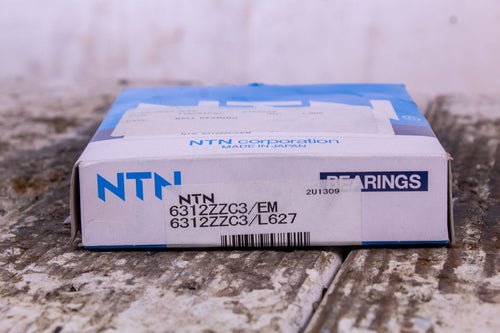 NTN corporation
MADE IN JAPAN
NTN
BEARINGS
NTN
2U1309
6312ZZC3/EM
6312ZZC3/L627